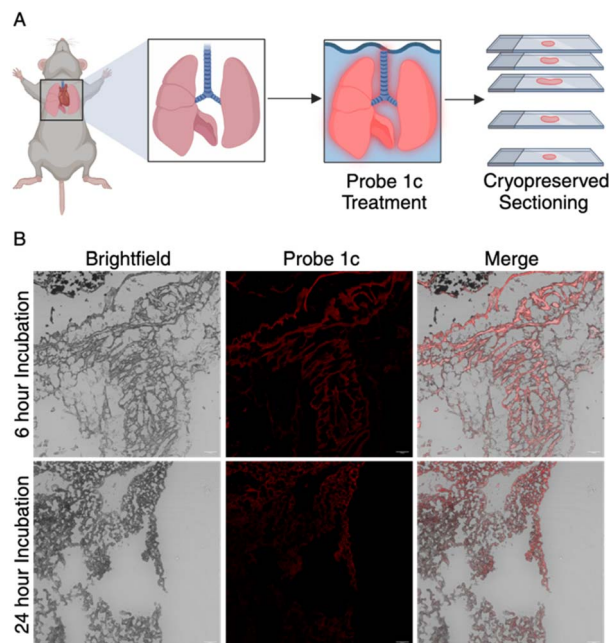 A
Probe 1c
Treatment
Cryopreserved
Sectioning
B
Brightfield
Probe 1c
Merge
6 hour Incubation
24 hour Incubation